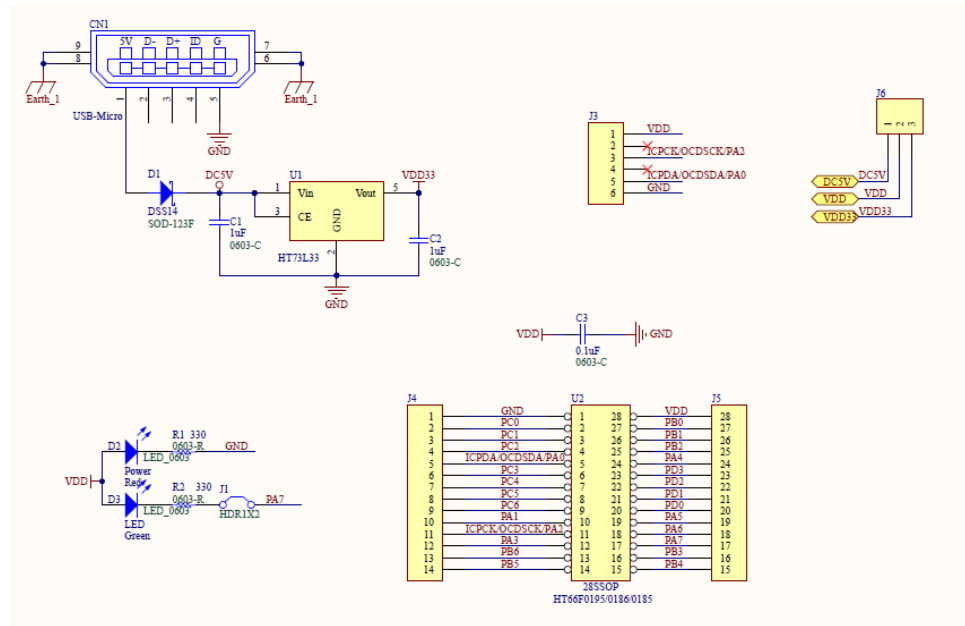 CN1
5V D- D+ ID G
9
8
7
6
Earth_1
Earth_1
1 2 3 4 5
USB-Micro
GND
D1
DSS14
SOD-123F
DC5V
C1
1uF
0603-C
U1
1 Vin Vout 5
3 CE
GND
2
HT73L33
VDD33
C2
1uF
0603-C
GND
J3
1 VDD
2
3 ICPCK/OCDSCK/PA2
4
5 ICPDA/OCDSDA/PA0
6 GND
J6
1 2 3
DC5V DC5V
VDD VDD
VDD33 VDD33
VDD C3 GND
0.1uF
0603-C
D2
R1 330
0603-R
GND
LED_0603
Power
Red
VDD
D3
R2 330
0603-R
J1
PA7
LED_0603
HDR1X2
LED
Green
J4 U2 J5
1 GND 1 28 VDD 28
2 PC0 2 27 PB0 27
3 PC1 3 26 PB1 26
4 PC2 4 25 PB2 25
5 ICPDA/OCDSDA/PA0 5 24 PA4 24
6 PC3 6 23 PD3 23
7 PC4 7 22 PD2 22
8 PC5 8 21 PD1 21
9 PC6 9 20 PD0 20
10 PA1 10 19 PA5 19
11 ICPCK/OCDSCK/PA2 11 18 PA6 18
12 PA3 12 17 PA7 17
13 PB6 13 16 PB3 16
14 PB5 14 15 PB4 15
28SSOP
HT66F0195/0186/0185